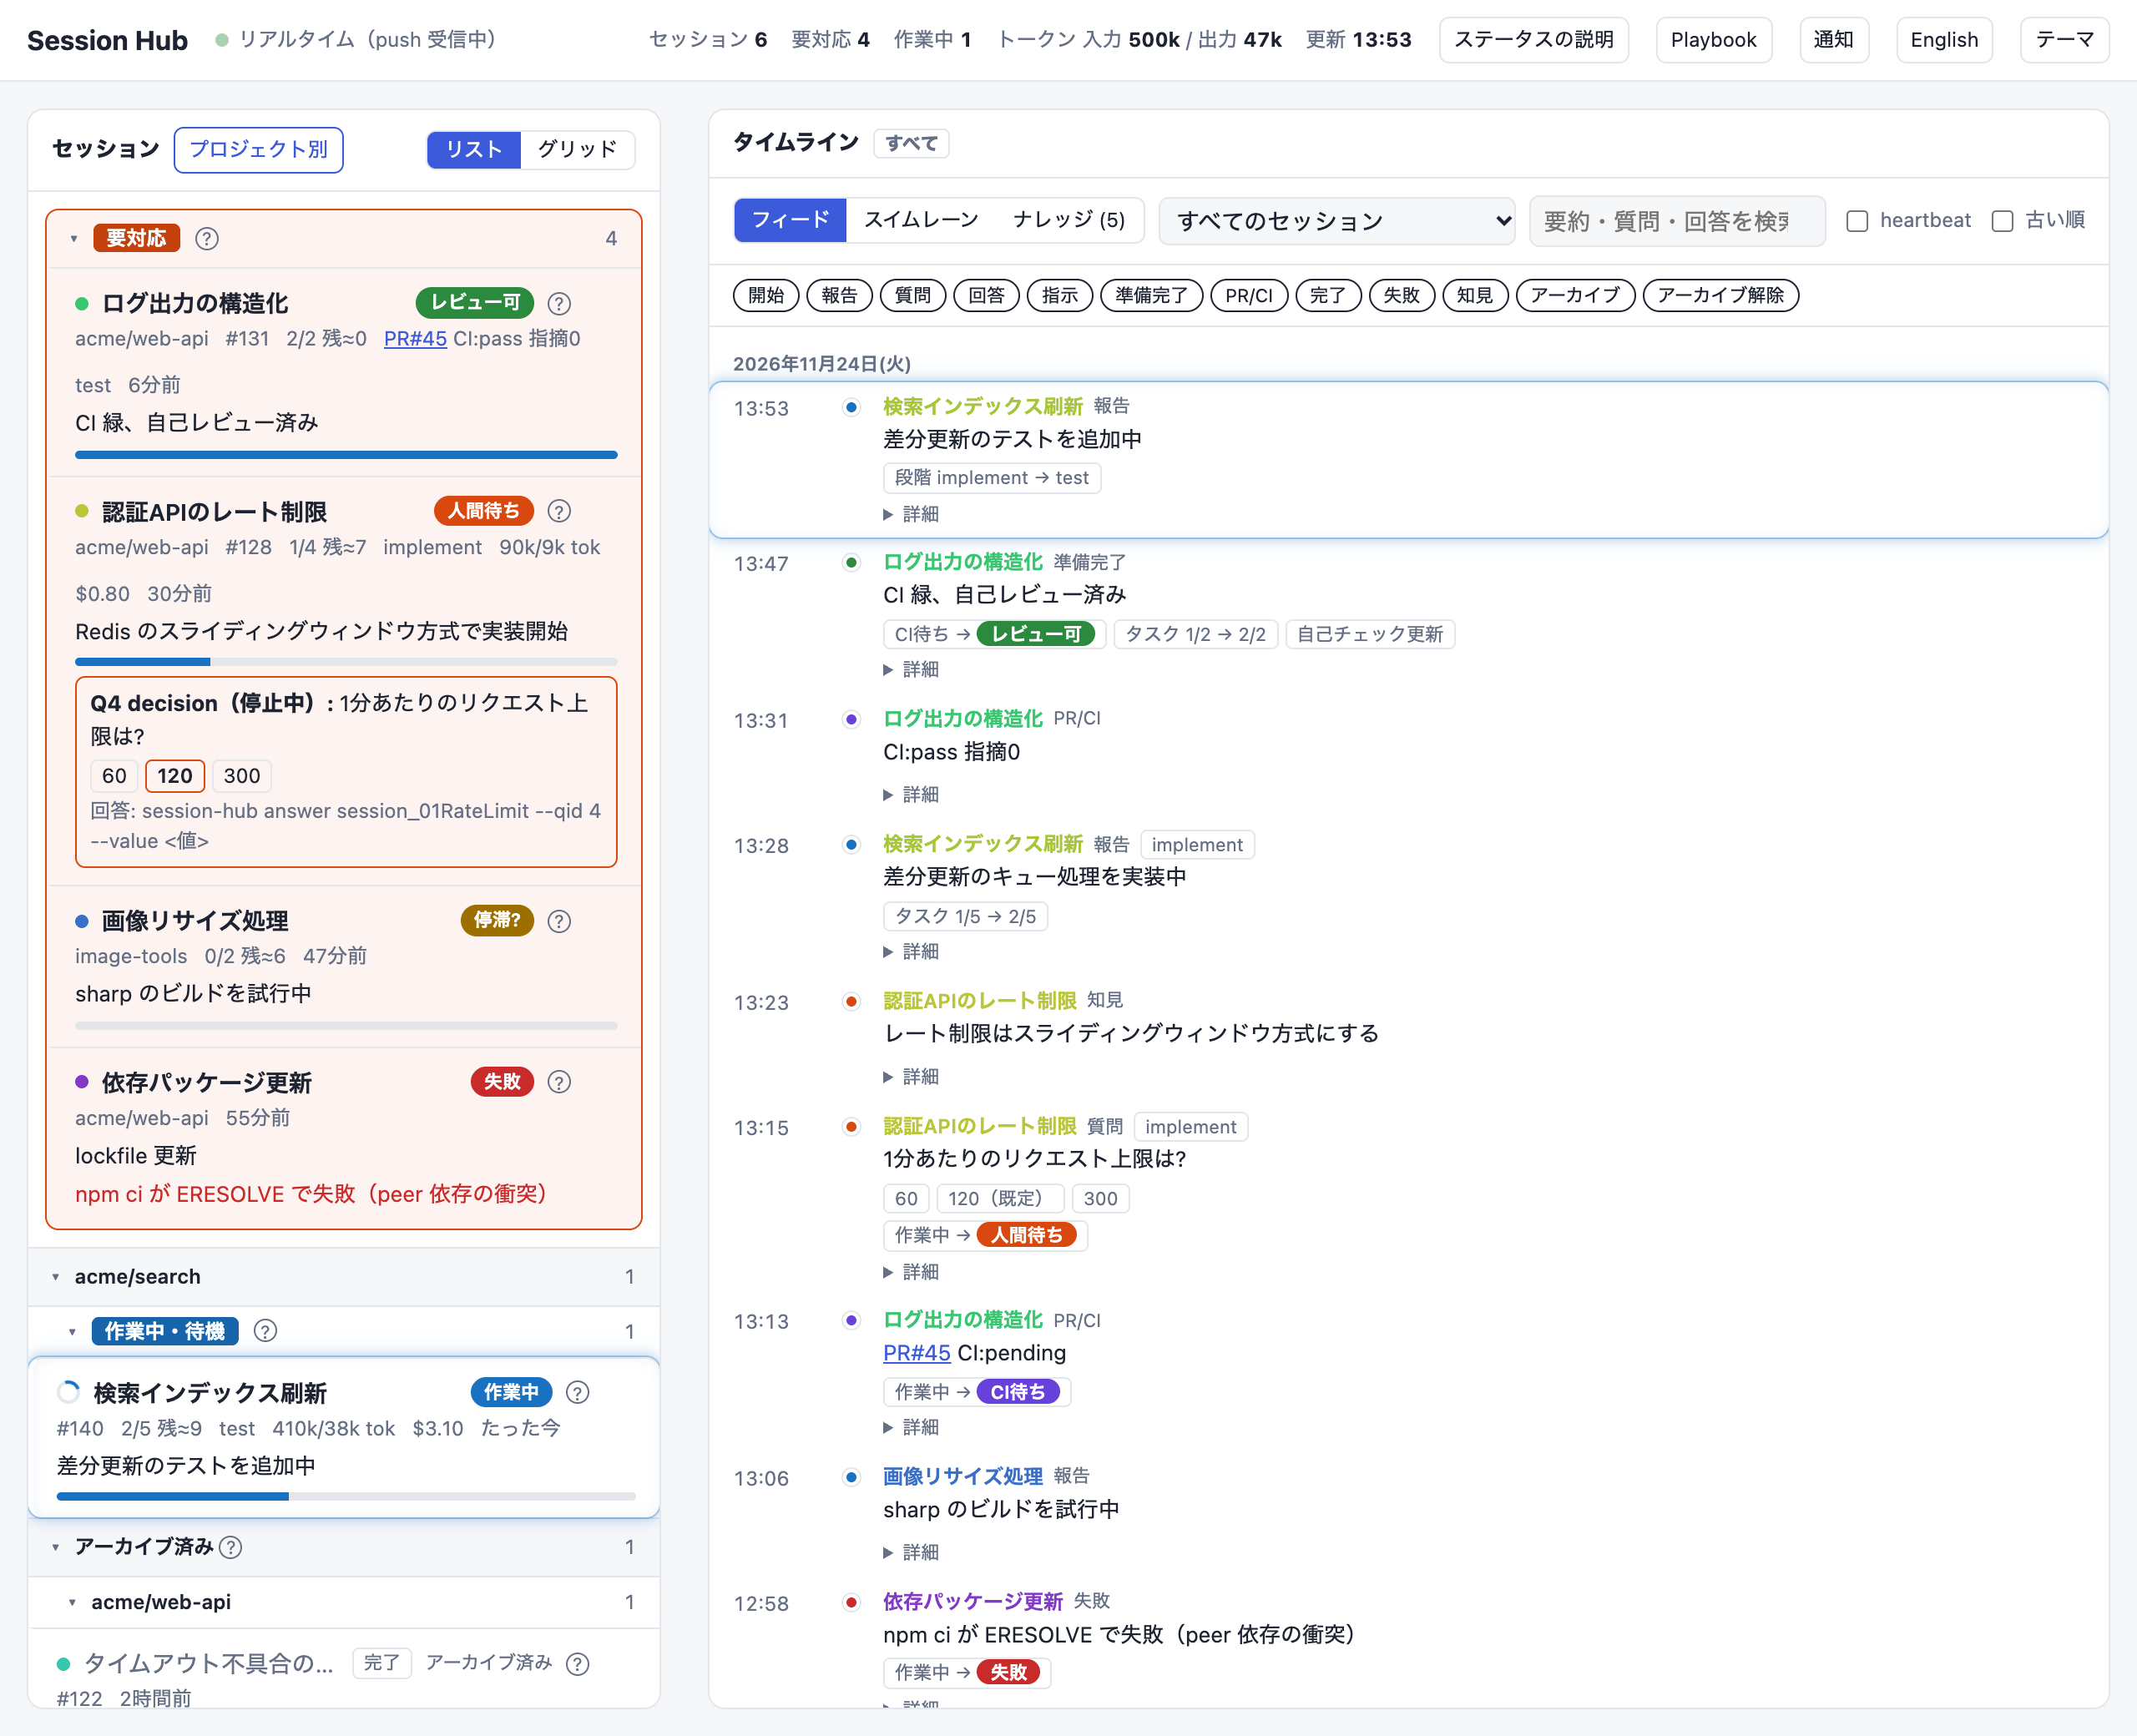 Session Hub
リアルタイム（push 受信中）
セッション 6 要対応 4 作業中 1 トークン 入力 500k / 出力 47k 更新 13:53
ステータスの説明
Playbook
通知
English
テーマ
セッション
プロジェクト別
リスト
グリッド
▾ 要対応 ? 4
ログ出力の構造化 レビュー可 ?
acme/web-api #131 2/2 残≈0 PR#45 CI:pass 指摘0
test 6分前
CI 緑、自己レビュー済み
認証APIのレート制限 人間待ち ?
acme/web-api #128 1/4 残≈7 implement 90k/9k tok
$0.80 30分前
Redis のスライディングウィンドウ方式で実装開始
Q4 decision（停止中）: 1分あたりのリクエスト上
限は?
60 120 300
回答: session-hub answer session_01RateLimit --qid 4
--value <値>
画像リサイズ処理 停滞? ?
image-tools 0/2 残≈6 47分前
sharp のビルドを試行中
依存パッケージ更新 失敗 ?
acme/web-api 55分前
lockfile 更新
npm ci が ERESOLVE で失敗（peer 依存の衝突）
▾ acme/search 1
▾ 作業中・待機 ? 1
検索インデックス刷新 作業中 ?
#140 2/5 残≈9 test 410k/38k tok $3.10 たった今
差分更新のテストを追加中
▾ アーカイブ済み ? 1
▾ acme/web-api 1
タイムアウト不具合の… 完了 アーカイブ済み ?
#122 2時間前
タイムライン すべて
フィード スイムレーン ナレッジ (5) すべてのセッション 要約・質問・回答を検索 heartbeat 古い順
開始 報告 質問 回答 指示 準備完了 PR/CI 完了 失敗 知見 アーカイブ アーカイブ解除
2026年11月24日(火)
13:53 検索インデックス刷新 報告
差分更新のテストを追加中
段階 implement → test
▶ 詳細
13:47 ログ出力の構造化 準備完了
CI 緑、自己レビュー済み
CI待ち → レビュー可 タスク 1/2 → 2/2 自己チェック更新
▶ 詳細
13:31 ログ出力の構造化 PR/CI
CI:pass 指摘0
▶ 詳細
13:28 検索インデックス刷新 報告 implement
差分更新のキュー処理を実装中
タスク 1/5 → 2/5
▶ 詳細
13:23 認証APIのレート制限 知見
レート制限はスライディングウィンドウ方式にする
▶ 詳細
13:15 認証APIのレート制限 質問 implement
1分あたりのリクエスト上限は?
60 120（既定） 300
作業中 → 人間待ち
▶ 詳細
13:13 ログ出力の構造化 PR/CI
PR#45 CI:pending
作業中 → CI待ち
▶ 詳細
13:06 画像リサイズ処理 報告
sharp のビルドを試行中
▶ 詳細
12:58 依存パッケージ更新 失敗
npm ci が ERESOLVE で失敗（peer 依存の衝突）
作業中 → 失敗
▶ 詳細